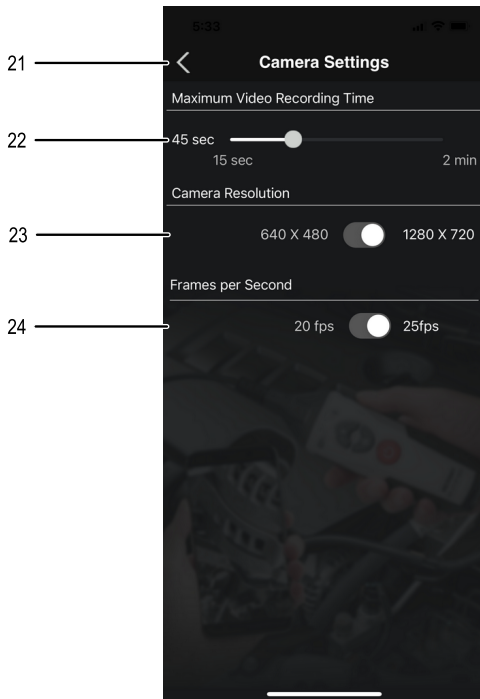 5:33
21
Camera Settings
Maximum Video Recording Time
22
45 sec
15 sec 2 min
Camera Resolution
23
640 X 480 1280 X 720
Frames per Second
24
20 fps 25fps